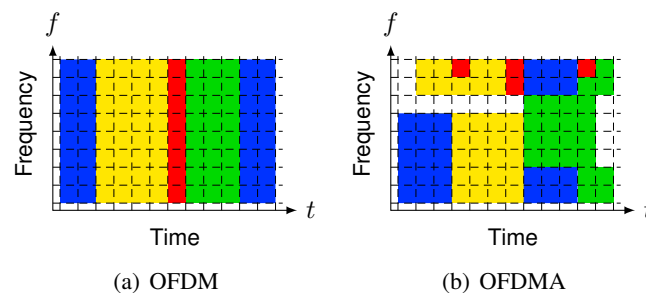 f
Frequency
t
Time
(a) OFDM
f
Frequency
t
Time
(b) OFDMA